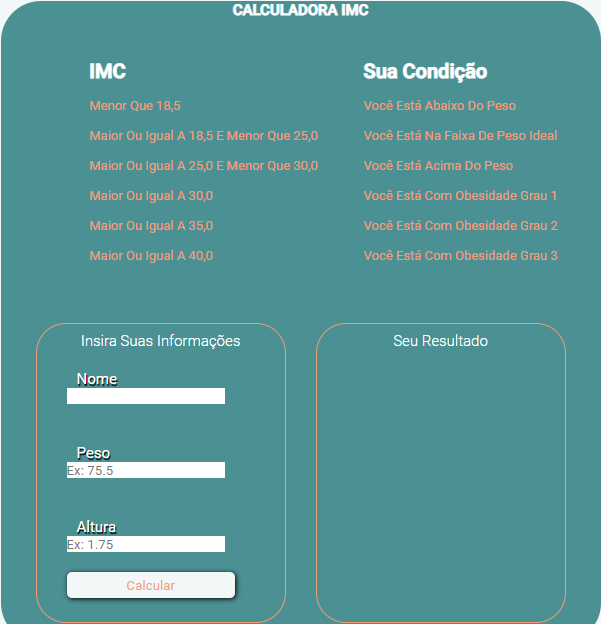 CALCULADORA IMC
IMC Sua Condição
Menor Que 18,5 Você Está Abaixo Do Peso
Maior Ou Igual A 18,5 E Menor Que 25,0 Você Está Na Faixa De Peso Ideal
Maior Ou Igual A 25,0 E Menor Que 30,0 Você Está Acima Do Peso
Maior Ou Igual A 30,0 Você Está Com Obesidade Grau 1
Maior Ou Igual A 35,0 Você Está Com Obesidade Grau 2
Maior Ou Igual A 40,0 Você Está Com Obesidade Grau 3
Insira Suas Informações
Nome
Peso
Ex: 75.5
Altura
Ex: 1.75
Calcular
Seu Resultado